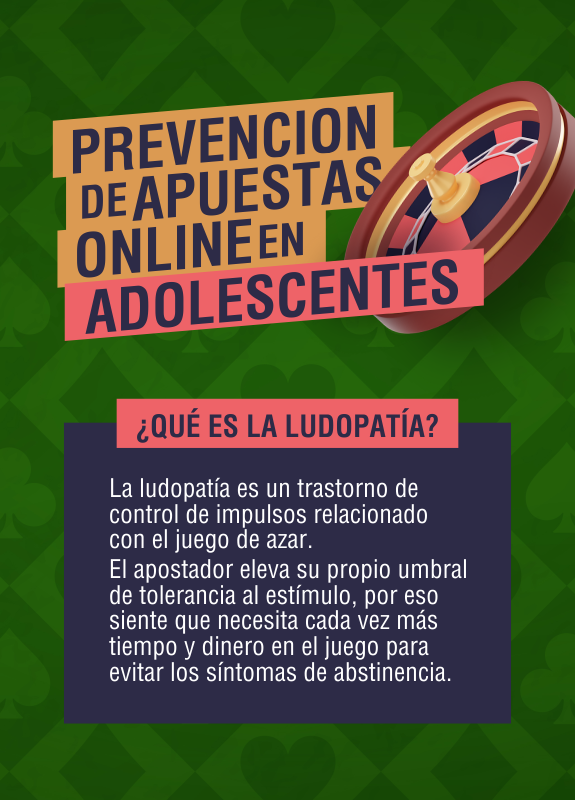 PREVENCION
DE APUESTAS
ONLINE EN
ADOLESCENTES
¿QUÉ ES LA LUDOPATÍA?
La ludopatía es un trastorno de
control de impulsos relacionado
con el juego de azar.
El apostador eleva su propio umbral
de tolerancia al estímulo, por eso
siente que necesita cada vez más
tiempo y dinero en el juego para
evitar los síntomas de abstinencia.